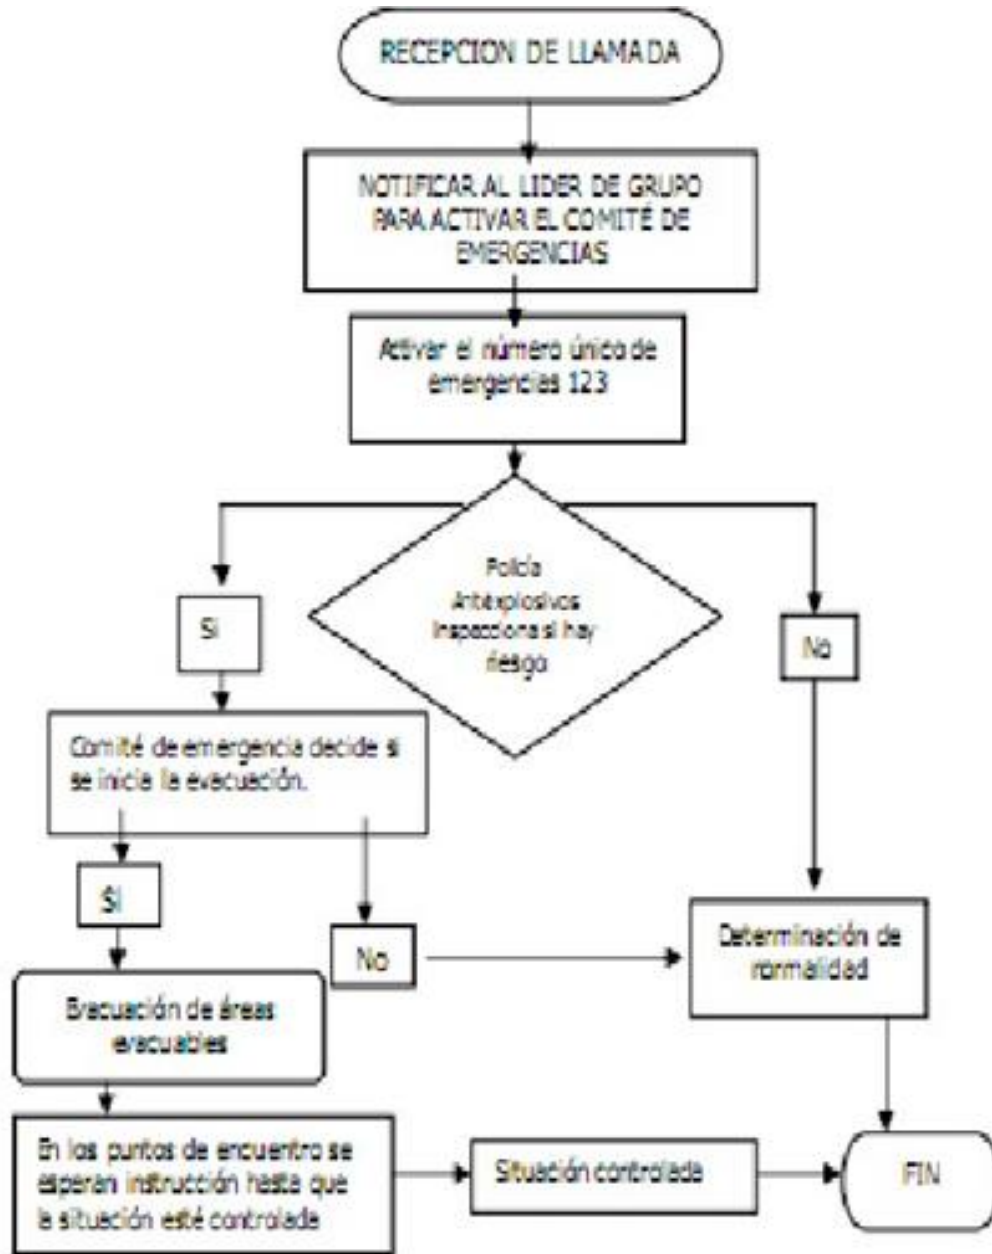 RECEPCION DE LLAMADA
NOTIFICAR AL LIDER DE GRUPO
PARA ACTIVAR EL COMITÉ DE
EMERGENCIAS
Activar el número único de
emergencias 123
Policía
Antiexplosivos
Inspecciona si hay
riesgo
Si
No
Comité de emergencia decide si
se inicia la evacuación.
Si
No
Determinación de
normalidad
Evacuación de áreas
evacuables
En los puntos de encuentro se
esperan instrucción hasta que
la situación esté controlada
Situación controlada
FIN